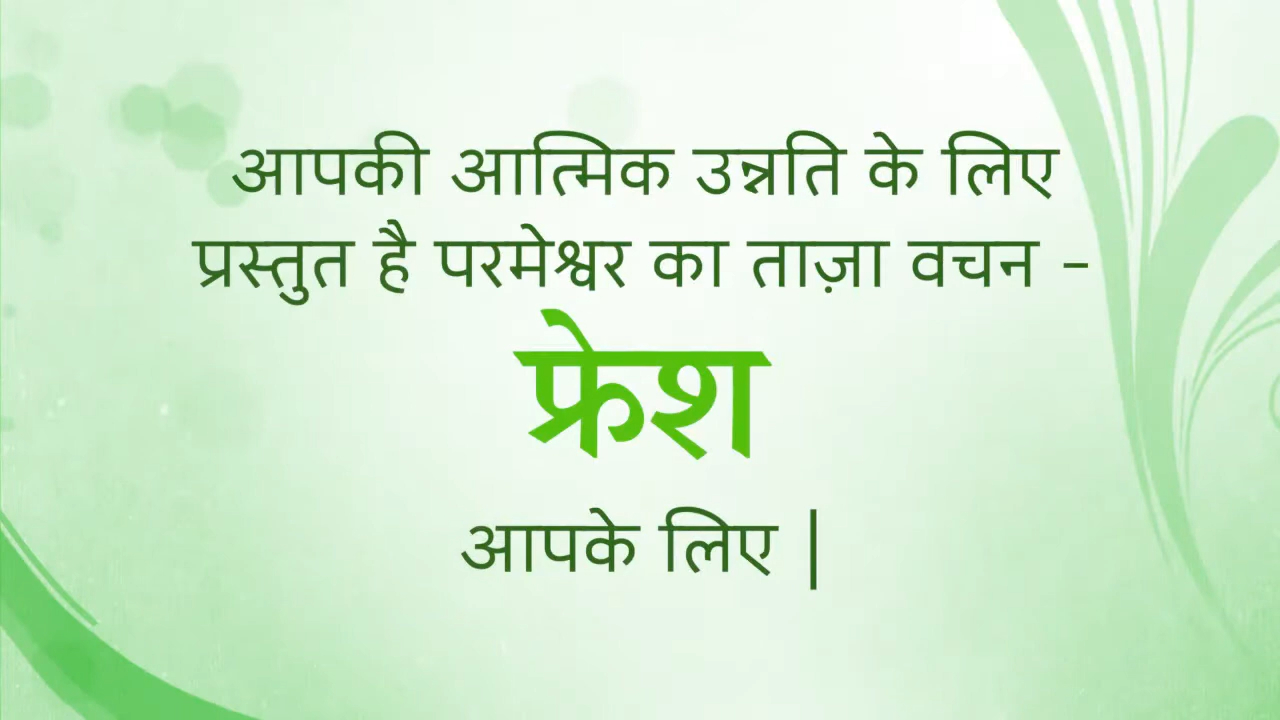 आपकी आत्मिक उन्नति के लिए
प्रस्तुत है परमेश्वर का ताज़ा वचन -
फ्रेश
आपके लिए |